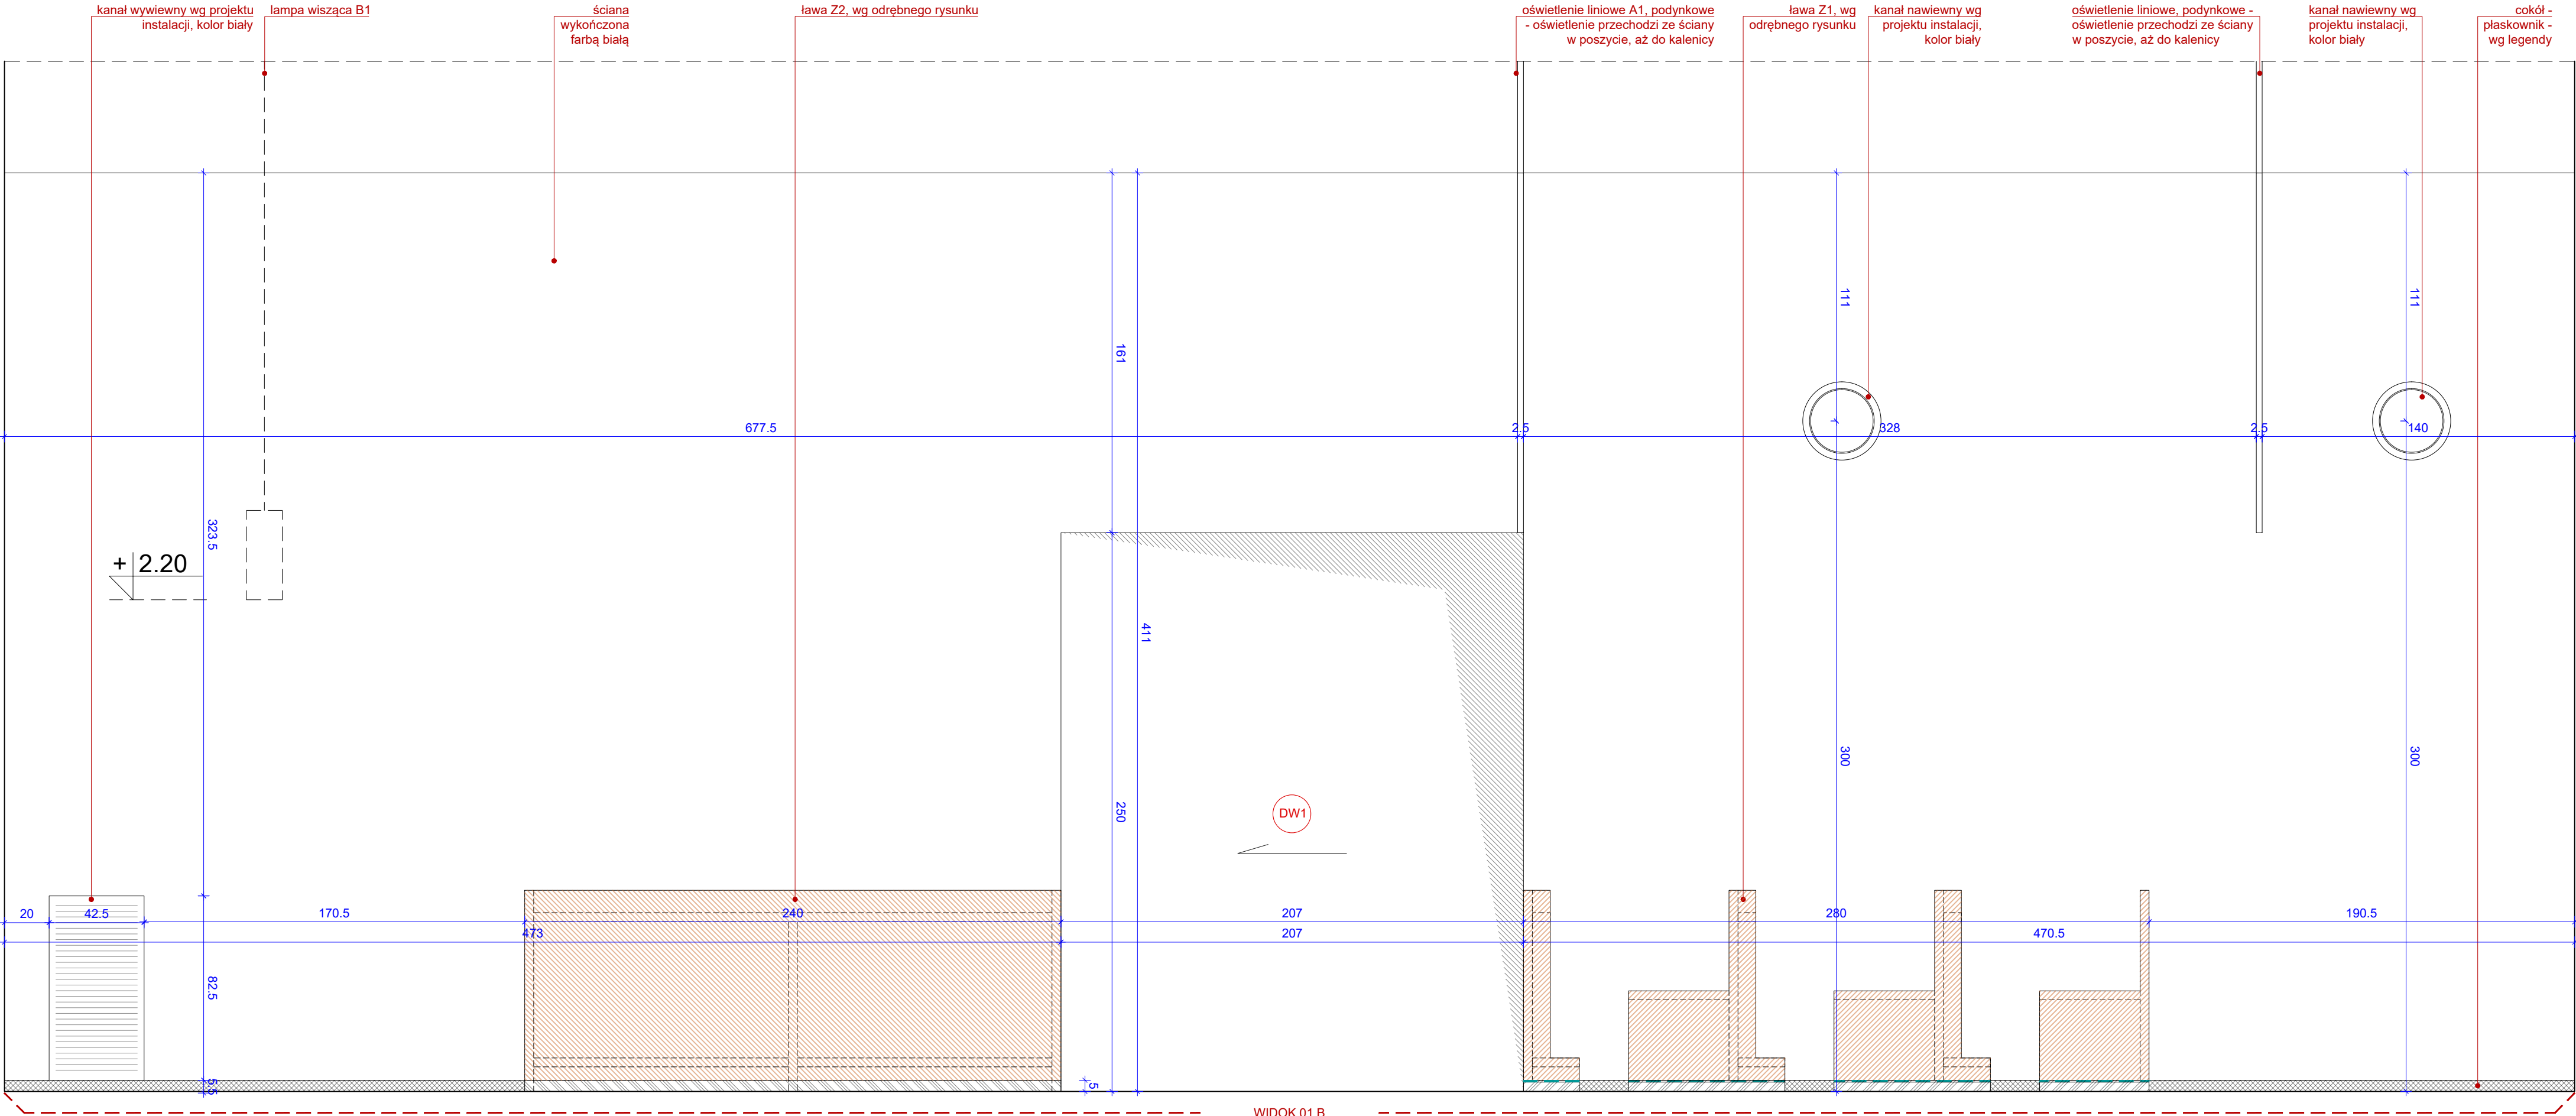 kanał wywiewny wg projektu
instalacji, kolor biały
lampa wisząca B1
ściana
wykończona
farbą białą
ława Z2, wg odrębnego rysunku
oświetlenie liniowe A1, podynkowe
- oświetlenie przechodzi ze ściany
w poszycie, aż do kalenicy
ława Z1, wg
odrębnego rysunku
kanał nawiewny wg
projektu instalacji,
kolor biały
oświetlenie liniowe, podynkowe -
oświetlenie przechodzi ze ściany
w poszycie, aż do kalenicy
kanał nawiewny wg
projektu instalacji,
kolor biały
cokół -
płaskownik -
wg legendy
111
111
161
677.5
2.5
328
2.5
140
323.5
+ 2.20
411
300
300
250
DW1
20
42.5
170.5
240
207
280
190.5
473
207
470.5
82.5
5.5
5
WIDOK 01 B